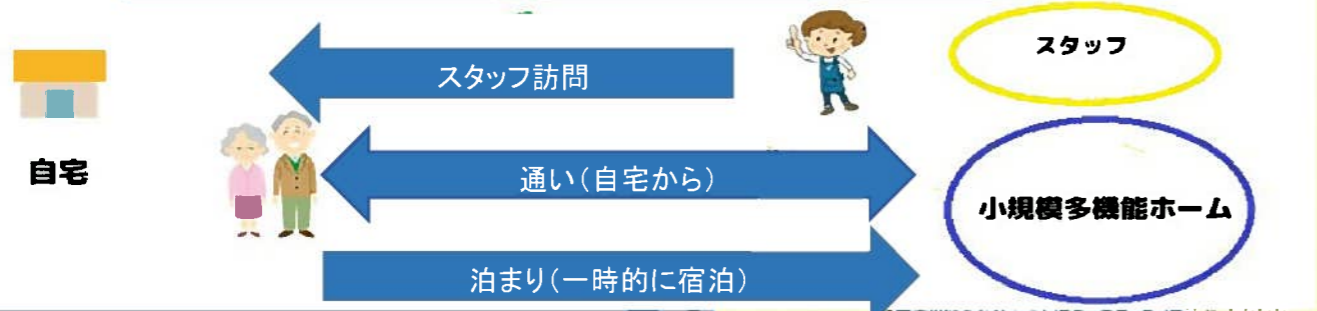 スタッフ
スタッフ訪問
自宅
通い(自宅から)
小規模多機能ホーム
泊まり(一時的に宿泊)